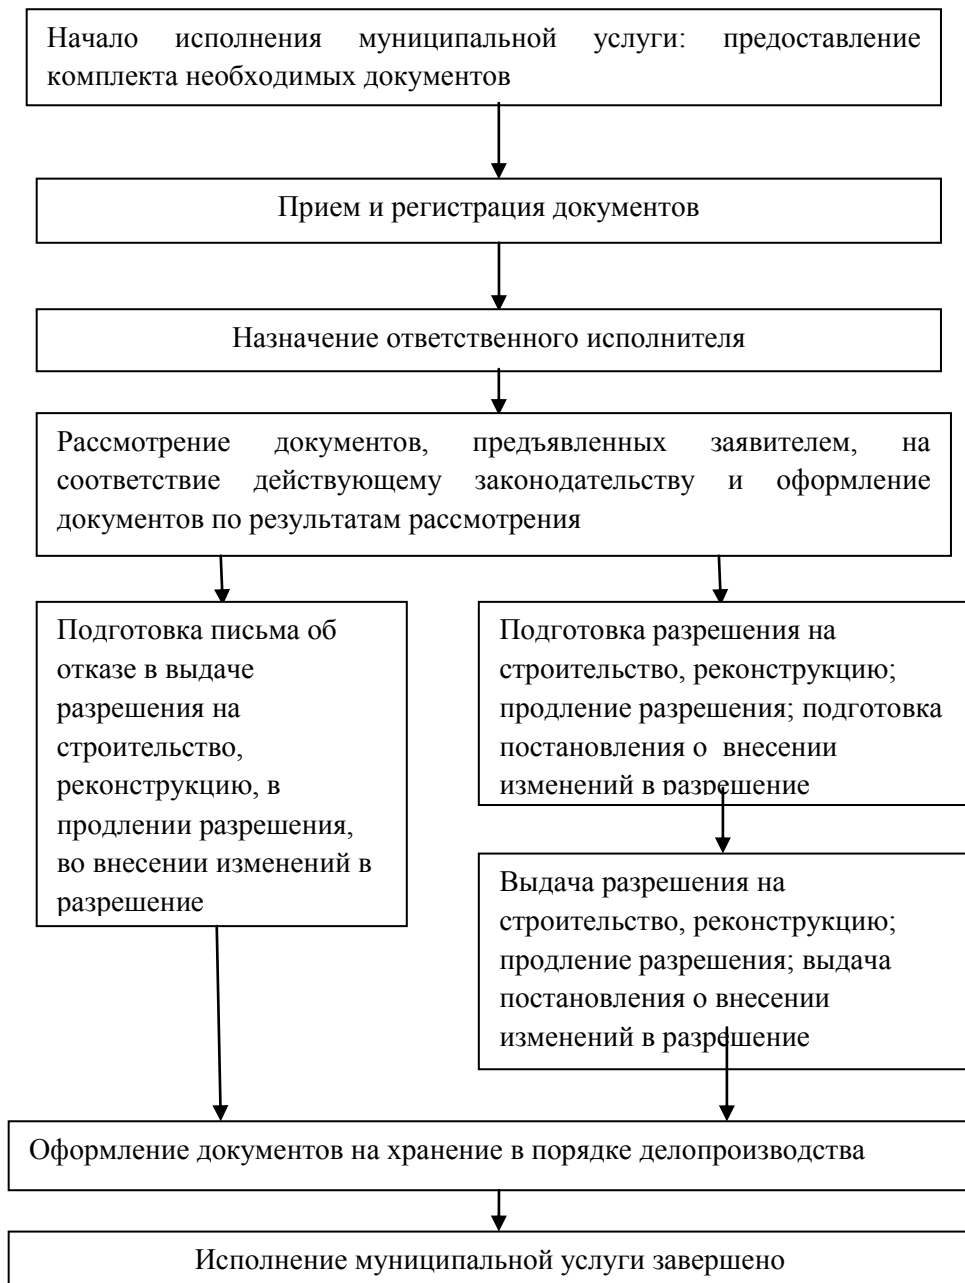 Начало исполнения муниципальной услуги: предоставление
комплекта необходимых документов
Прием и регистрация документов
Назначение ответственного исполнителя
Рассмотрение документов, предъявленных заявителем, на
соответствие действующему законодательству и оформление
документов по результатам рассмотрения
Подготовка письма об
отказе в выдаче
разрешения на
строительство,
реконструкцию, в
продлении разрешения,
во внесении изменений в
разрешение
Подготовка разрешения на
строительство, реконструкцию;
продление разрешения; подготовка
постановления о внесении
изменений в разрешение
Выдача разрешения на
строительство, реконструкцию;
продление разрешения; выдача
постановления о внесении
изменений в разрешение
Оформление документов на хранение в порядке делопроизводства
Исполнение муниципальной услуги завершено